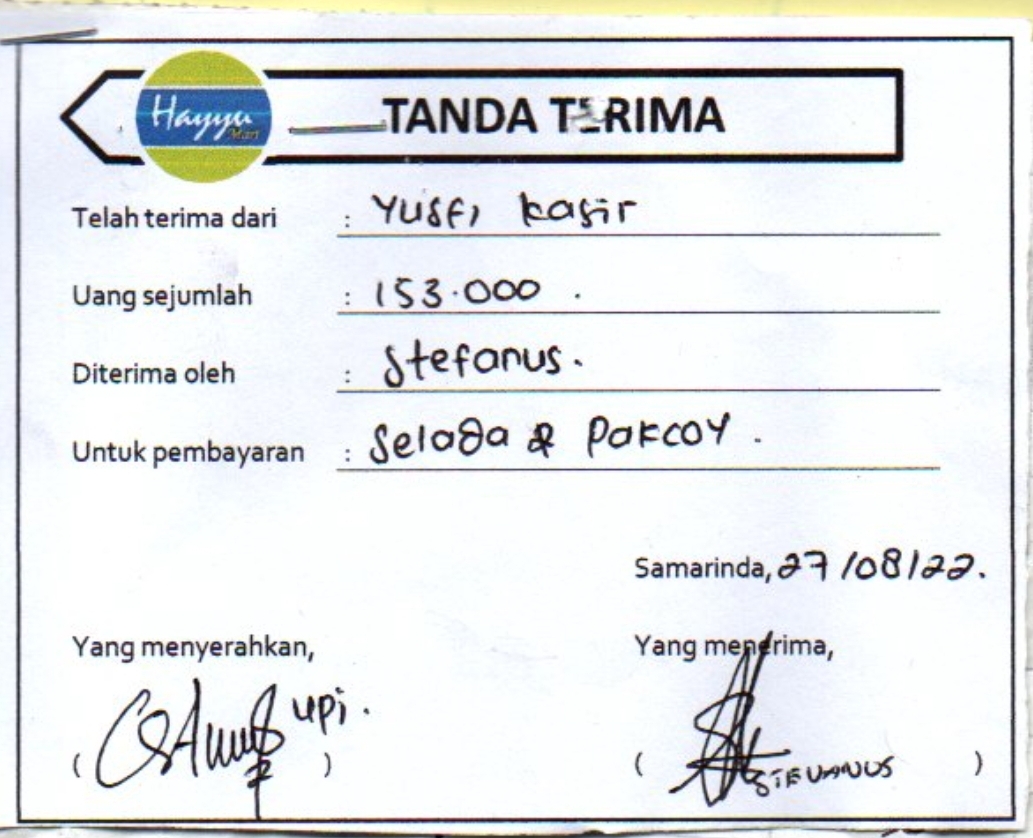 Hayyu
Mart
TANDA TERIMA
Telah terima dari : Yusfi kasir
Uang sejumlah : 153.000 .
Diterima oleh : Stefanus.
Untuk pembayaran : Selada & Pakcoy .
Samarinda, 27/08/22.
Yang menyerahkan, Yang menerima,
( upi. ) ( STEVANUS )